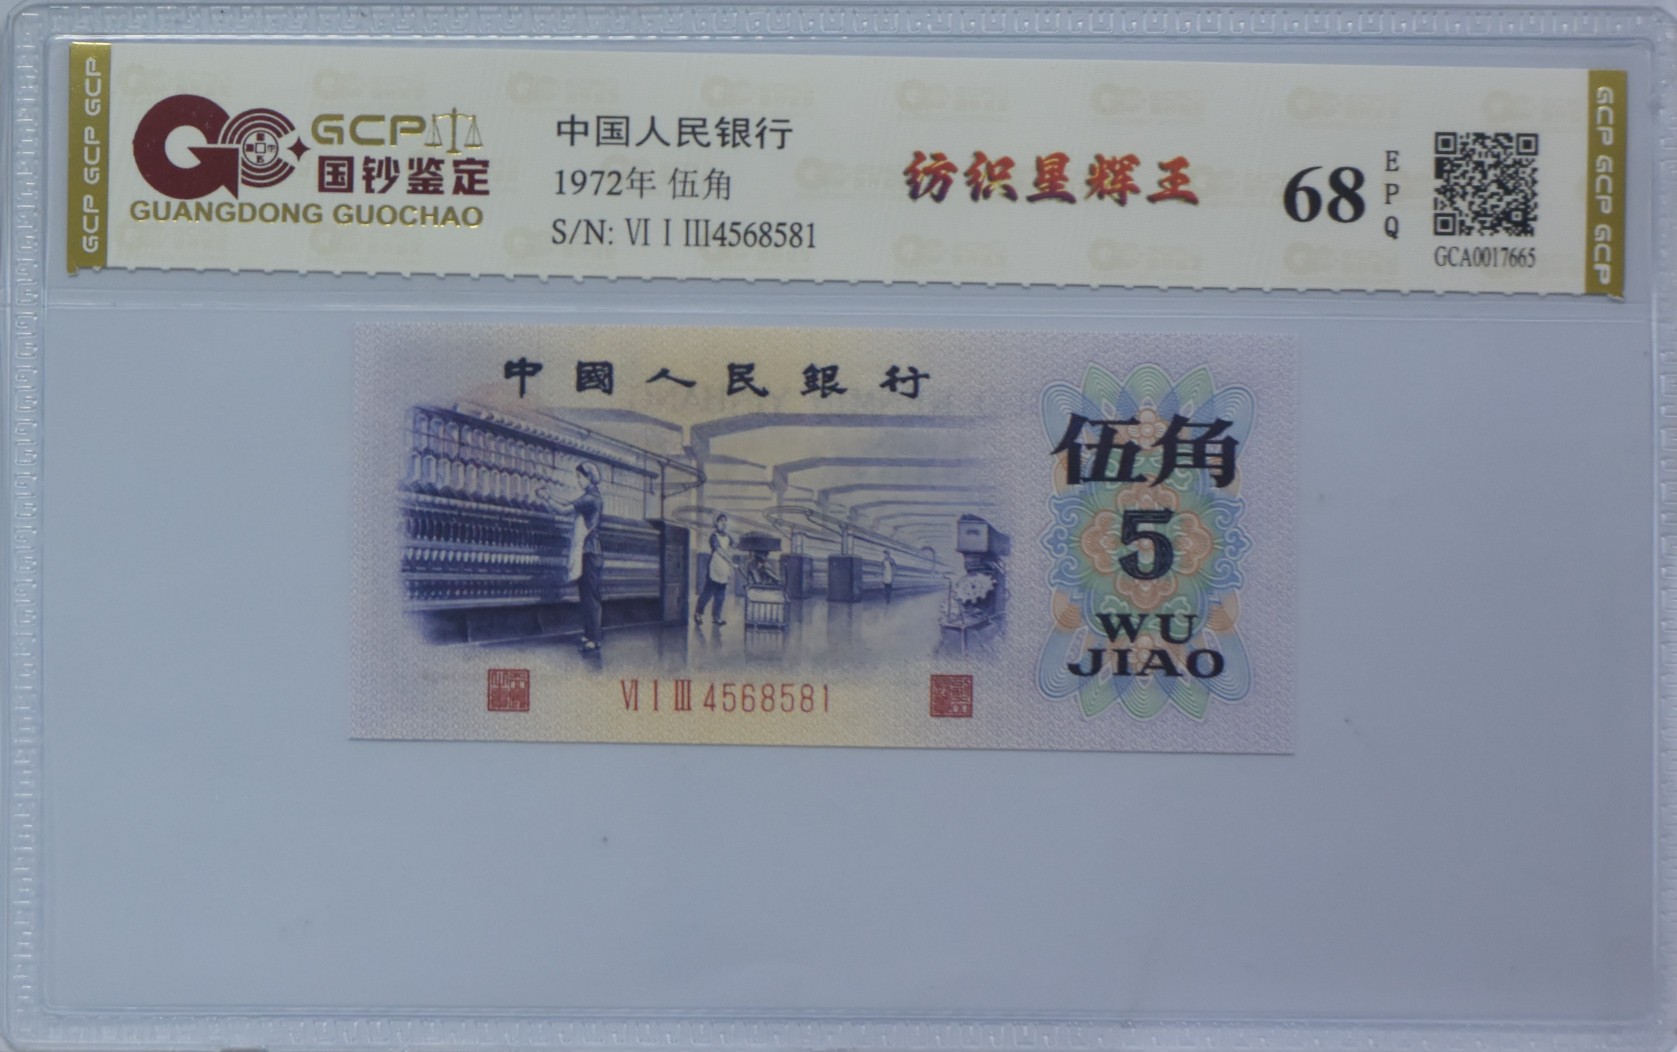 GCP GCP GCP
GCP
国钞鉴定
GUANGDONG GUOCHAO
中国人民银行
1972年 伍角
S/N: Ⅵ Ⅰ Ⅲ4568581
纺织星辉王
68
EPQ
GCA0017665
GCP GCP GCP
中國人民銀行
伍角
5
WU
JIAO
Ⅵ Ⅰ Ⅲ 4568581